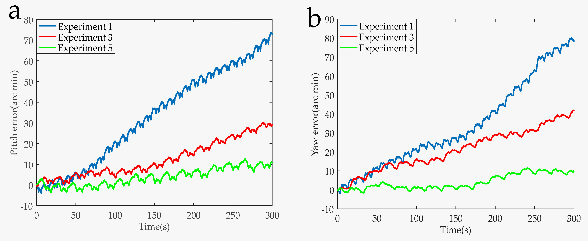 a
80
70
60
50
40
30
20
10
0
-10
Pitch error(arc min)
Experiment 1
Experiment 3
Experiment 5
0
50
100
150
200
250
300
Time(s)
b
90
80
70
60
50
40
30
20
10
0
-10
Yaw error(arc min)
Experiment 1
Experiment 3
Experiment 5
0
50
100
150
200
250
300
Time(s)